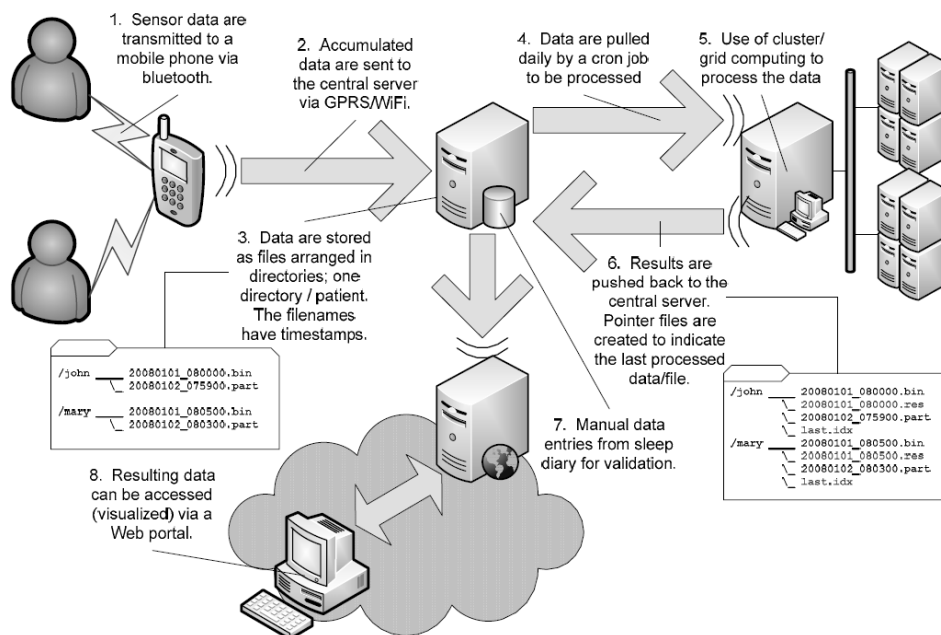 1. Sensor data are
transmitted to a
mobile phone via
bluetooth.
2. Accumulated
data are sent to
the central server
via GPRS/WiFi.
4. Data are pulled
daily by a cron job
to be processed
5. Use of cluster/
grid computing to
process the data
3. Data are stored
as files arranged in
directories; one
directory / patient.
The filenames
have timestamps.
6. Results are
pushed back to the
central server.
Pointer files are
created to indicate
the last processed
data/file.
/john ____ 20080101_080000.bin
\_ 20080102_075900.part
/mary ____ 20080101_080500.bin
\_ 20080102_080300.part
/john ____ 20080101_080000.bin
\_ 20080101_080000.res
\_ 20080102_075900.part
\_ last.idx
/mary ____ 20080101_080500.bin
\_ 20080101_080500.res
\_ 20080102_080300.part
\_ last.idx
7. Manual data
entries from sleep
diary for validation.
8. Resulting data
can be accessed
(visualized) via a
Web portal.